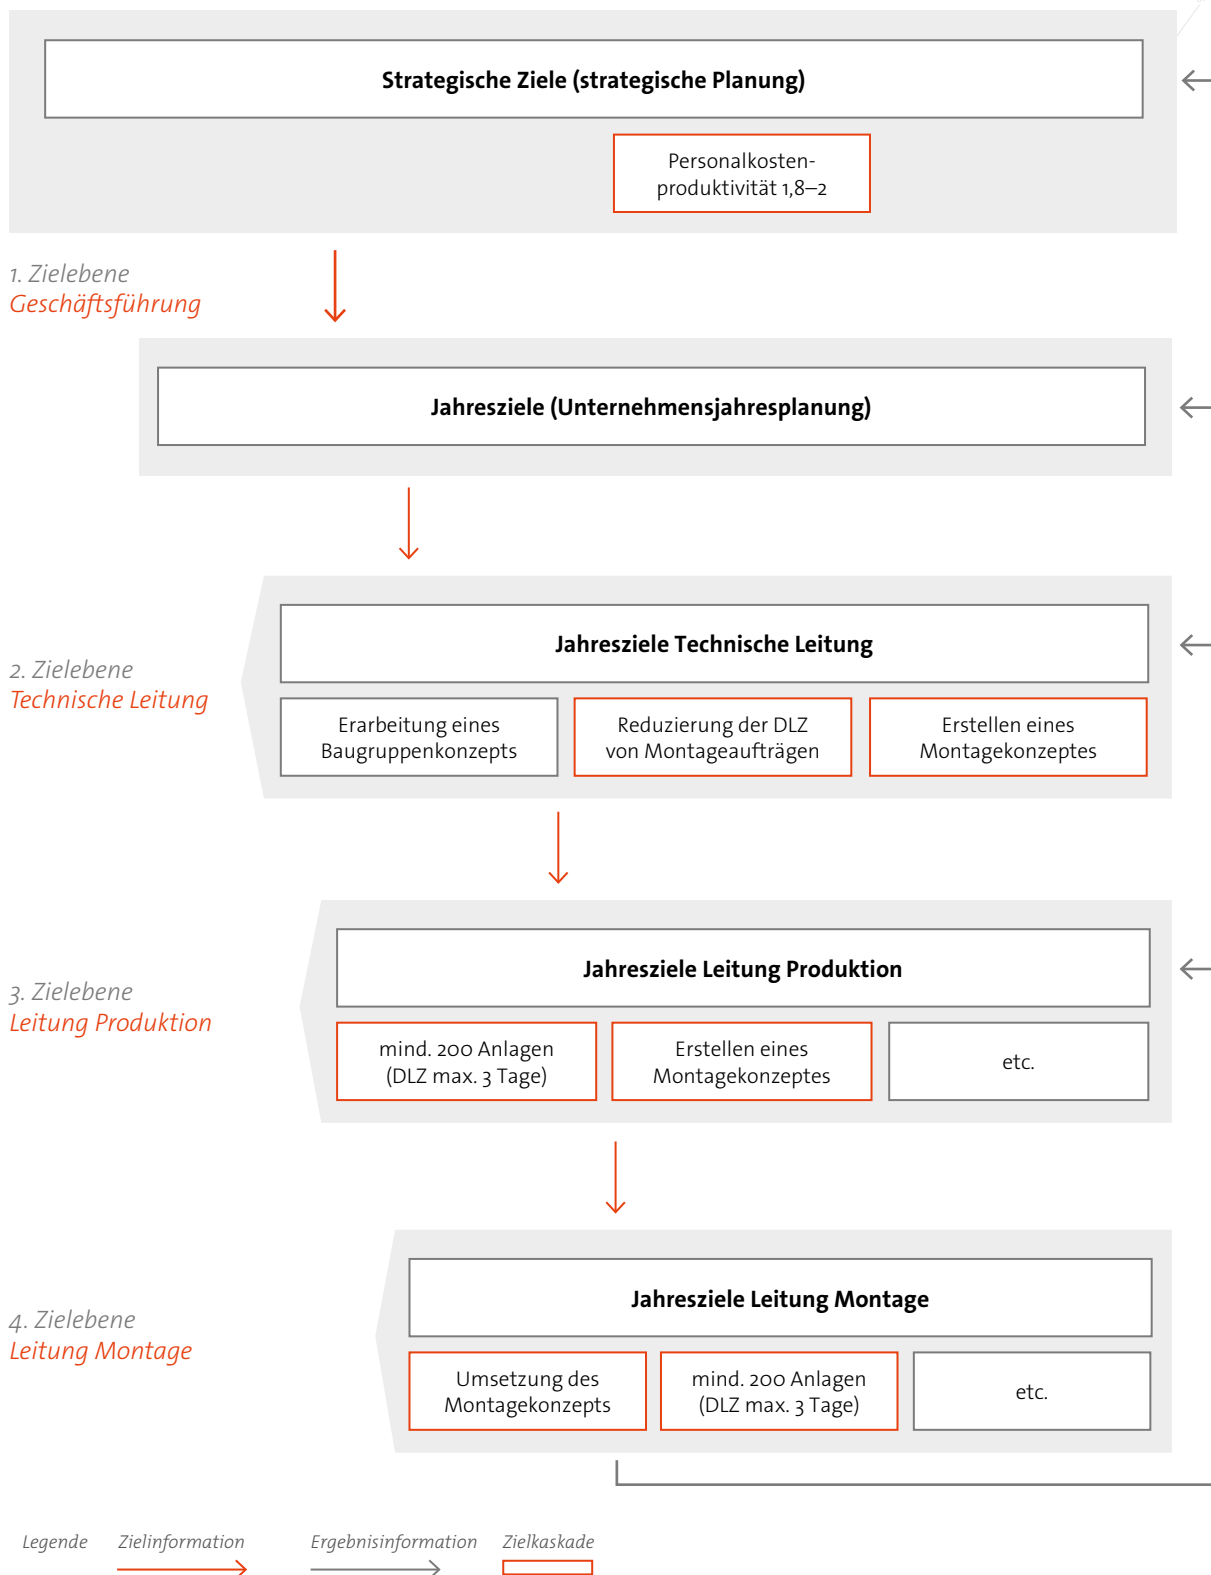 Strategische Ziele (strategische Planung)
Personalkosten-
produktivität 1,8–2
1. Zielebene
Geschäftsführung
Jahresziele (Unternehmensjahresplanung)
Jahresziele Technische Leitung
2. Zielebene
Technische Leitung
Erarbeitung eines
Baugruppenkonzepts
Reduzierung der DLZ
von Montageaufträgen
Erstellen eines
Montagekonzeptes
Jahresziele Leitung Produktion
3. Zielebene
Leitung Produktion
mind. 200 Anlagen
(DLZ max. 3 Tage)
Erstellen eines
Montagekonzeptes
etc.
Jahresziele Leitung Montage
4. Zielebene
Leitung Montage
Umsetzung des
Montagekonzepts
mind. 200 Anlagen
(DLZ max. 3 Tage)
etc.
Legende Zielinformation Ergebnisinformation Zielkaskade